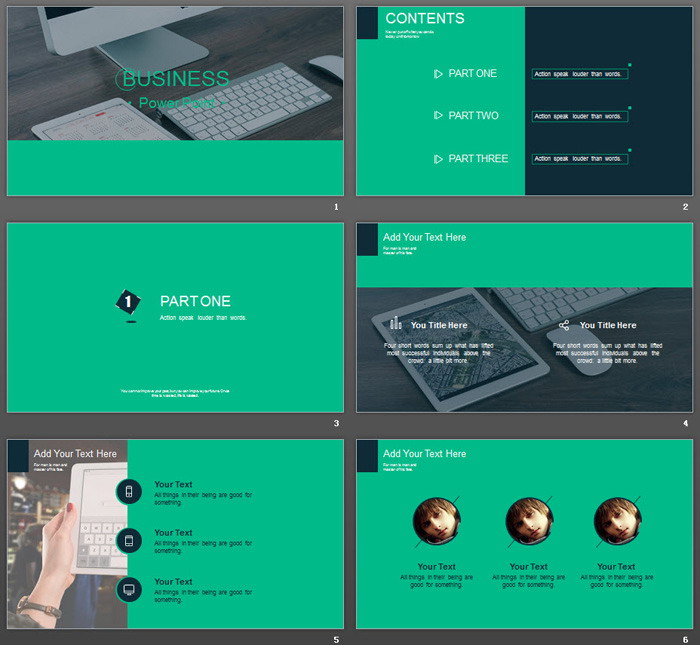 BUSINESS
PowerPoint
1
CONTENTS
PART ONE
Action speak louder than words.
PART TWO
Action speak louder than words.
PART THREE
Action speak louder than words.
2
1
PART ONE
Action speak louder than words.
3
Add Your Text Here
For man is man and
master of his fate.
You Title Here
Four short words sum up what has lifted
most successful individuals above the
crowd: a little bit more.
You Title Here
Four short words sum up what has lifted
most successful individuals above the
crowd: a little bit more.
4
Add Your Text Here
For man is man and
master of his fate.
Your Text
All things in their being are good for
something.
Your Text
All things in their being are good for
something.
Your Text
All things in their being are good for
something.
5
Add Your Text Here
For man is man and
master of his fate.
Your Text
All things in their being are
good for something.
Your Text
All things in their being are
good for something.
Your Text
All things in their being are
good for something.
6